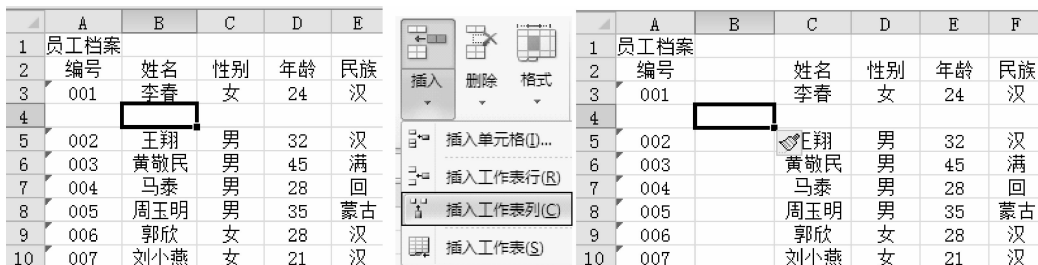 A B C D E
1 员工档案
2 编号 姓名 性别 年龄 民族
3 001 李春 女 24 汉
4
5 002 王翔 男 32 汉
6 003 黄敬民 男 45 满
7 004 马泰 男 28 回
8 005 周玉明 男 35 蒙古
9 006 郭欣 女 28 汉
10 007 刘小燕 女 21 汉
插入 删除 格式
插入单元格(I)...
插入工作表行(R)
插入工作表列(C)
插入工作表(S)
A B C D E F
1 员工档案
2 编号 姓名 性别 年龄 民族
3 001 李春 女 24 汉
4
5 002 翔 男 32 汉
6 003 黄敬民 男 45 满
7 004 马泰 男 28 回
8 005 周玉明 男 35 蒙古
9 006 郭欣 女 28 汉
10 007 刘小燕 女 21 汉